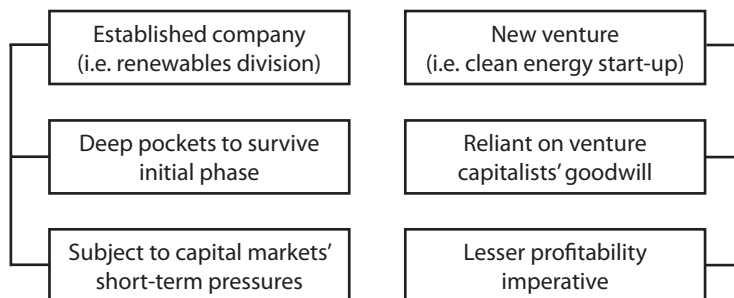 Established company
(i.e. renewables division)
Deep pockets to survive
initial phase
Subject to capital markets’
short-term pressures
New venture
(i.e. clean energy start-up)
Reliant on venture
capitalists’ goodwill
Lesser profitability
imperative